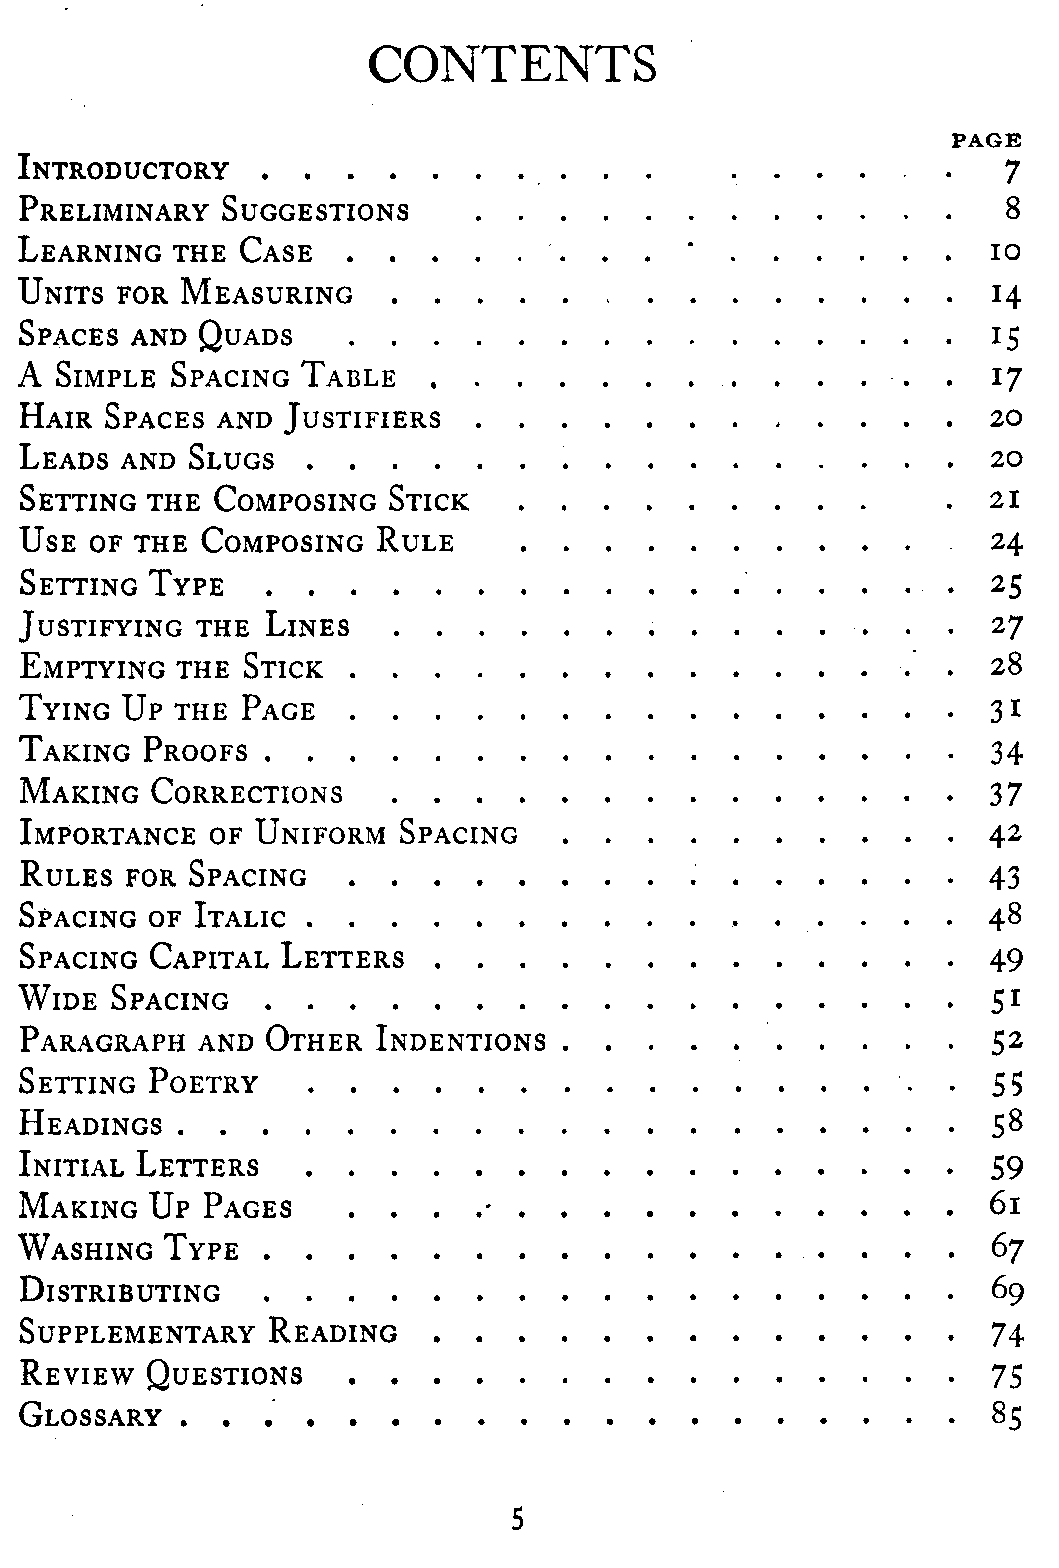 CONTENTS
PAGE
Introductory . . . . . . . . . . . . . . . . 7
Preliminary Suggestions . . . . . . . . . . . . 8
Learning the Case . . . . . . . . . . . . . . 10
Units for Measuring . . . . . . . . . . . . . . 14
Spaces and Quads . . . . . . . . . . . . . . . 15
A Simple Spacing Table . . . . . . . . . . . . . 17
Hair Spaces and Justifiers . . . . . . . . . . . . 20
Leads and Slugs . . . . . . . . . . . . . . . . 20
Setting the Composing Stick . . . . . . . . . . 21
Use of the Composing Rule . . . . . . . . . . 24
Setting Type . . . . . . . . . . . . . . . . . 25
Justifying the Lines . . . . . . . . . . . . . . 27
Emptying the Stick . . . . . . . . . . . . . . . 28
Tying Up the Page . . . . . . . . . . . . . . . 31
Taking Proofs . . . . . . . . . . . . . . . . . 34
Making Corrections . . . . . . . . . . . . . . 37
Importance of Uniform Spacing . . . . . . . . . . 42
Rules for Spacing . . . . . . . . . . . . . . . 43
Spacing of Italic . . . . . . . . . . . . . . . . 48
Spacing Capital Letters . . . . . . . . . . . . . 49
Wide Spacing . . . . . . . . . . . . . . . . . 51
Paragraph and Other Indentions . . . . . . . . . . 52
Setting Poetry . . . . . . . . . . . . . . . . 55
Headings . . . . . . . . . . . . . . . . . . . 58
Initial Letters . . . . . . . . . . . . . . . . 59
Making Up Pages . . . . . . . . . . . . . . . 61
Washing Type . . . . . . . . . . . . . . . . . 67
Distributing . . . . . . . . . . . . . . . . . 69
Supplementary Reading . . . . . . . . . . . . . 74
Review Questions . . . . . . . . . . . . . . . 75
Glossary . . . . . . . . . . . . . . . . . . . 85
5